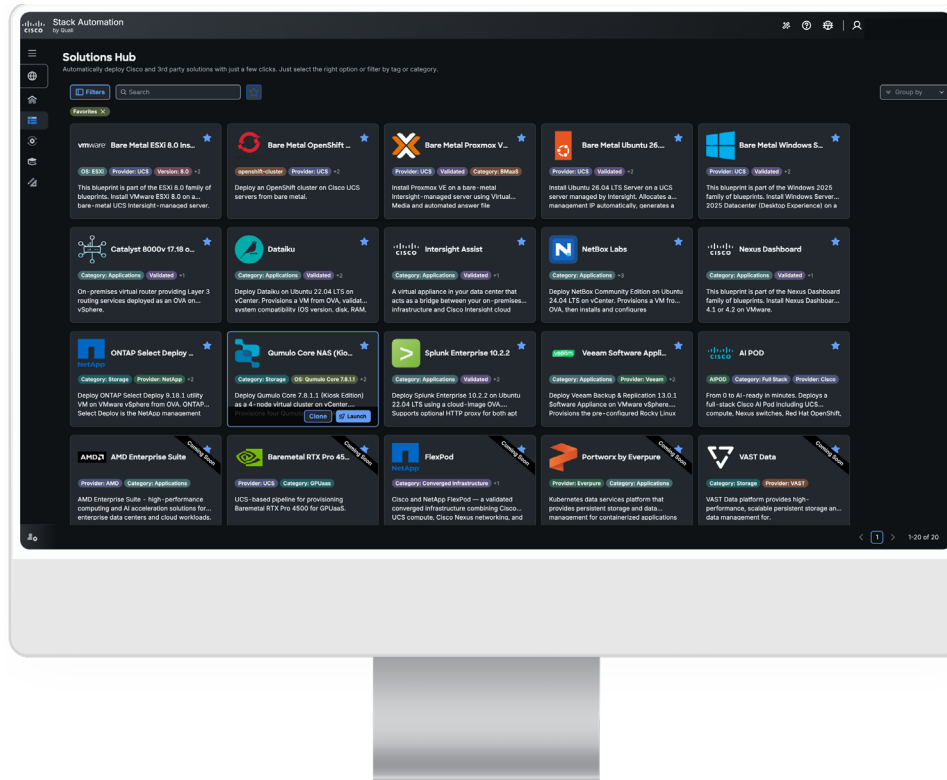 CISCO
Stack Automation
by Quali
Solutions Hub
Automatically deploy Cisco and 3rd party solutions with just a few clicks. Just select the right option or filter by tag or category.
Filters
Search
Group by
Favorites X
vmware Bare Metal ESXi 8.0 Ins...
OS: ESXi Provider: UCS Version: 8.0 +2
This blueprint is part of the ESXi 8.0 family of
blueprints. Install VMware ESXi 8.0 on a...
bare-metal UCS Intersight-managed server.
Bare Metal OpenShift ...
openshift-cluster Provider: UCS +2
Deploy an OpenShift cluster on Cisco UCS
servers from bare metal.
Bare Metal Proxmox V...
Provider: UCS Validated Category: BMaaS
Install Proxmox VE on a bare-metal
Intersight-managed server using Virtual...
Media and automated answer file
Bare Metal Ubuntu 26....
Provider: UCS Validated +2
Install Ubuntu 26.04 LTS Server on a UCS
server managed by Intersight. Allocates a...
management IP automatically, generates a
Bare Metal Windows S...
Provider: UCS Validated +2
This blueprint is part of the Windows 2025
family of blueprints. Install Windows Server...
2025 Datacenter (Desktop Experience) on a
Catalyst 8000v 17.18 o...
Category: Applications Validated +1
On-premises virtual router providing Layer 3
routing services deployed as an OVA on...
vSphere.
Dataiku
Category: Applications Validated +2
Deploy Dataiku on Ubuntu 22.04 LTS on
vCenter. Provisions a VM from OVA, validat...
system compatibility (OS version, disk, RAM,
CISCO Intersight Assist
Category: Applications Validated +1
A virtual appliance in your data center that
acts as a bridge between your on-premises...
infrastructure and Cisco Intersight cloud
NetBox Labs
Category: Applications +3
Deploy NetBox Community Edition on Ubuntu
24.04 LTS on vCenter. Provisions a VM fro...
OVA, then installs and configures
CISCO Nexus Dashboard
Category: Applications Validated +1
This blueprint is part of the Nexus Dashboard
family of blueprints. Install Nexus Dashboar...
4.1 or 4.2 on VMware.
NetApp ONTAP Select Deploy ...
Category: Storage Provider: NetApp +2
Deploy ONTAP Select Deploy 9.18.1 utility
VM on VMware vSphere from OVA. ONTAP...
Select Deploy is the NetApp management
Qumulo Core NAS (Kio...
Category: Storage OS: Qumulo Core 7.8.1.1 +2
Deploy Qumulo Core 7.8.1.1 (Kiosk Edition)
as a 4-node virtual cluster on vCenter...
Provisions four Qumulo
Clone Launch
Splunk Enterprise 10.2.2
Category: Applications Validated +2
Deploy Splunk Enterprise 10.2.2 on Ubuntu
22.04 LTS using a cloud-image OVA...
Supports optional HTTP proxy for both apt
veeam Veeam Software Appli...
Category: Applications Provider: Veeam +2
Deploy Veeam Backup & Replication 13.0.1
Software Appliance on VMware vSphere...
Provisions the pre-configured Rocky Linux
CISCO AI POD
AIPOD Category: Full Stack Provider: Cisco
From 0 to AI-ready in minutes. Deploys a
full-stack Cisco AI Pod including UCS...
compute, Nexus switches, Red Hat OpenShift,
AMD AMD Enterprise Suite
Coming Soon
Provider: AMD Category: Applications
AMD Enterprise Suite - high-performance
computing and AI acceleration solutions for...
enterprise data centers and cloud workloads.
Baremetal RTX Pro 45...
Coming Soon
Provider: UCS Category: GPUaas
UCS-based pipeline for provisioning
Baremetal RTX Pro 4500 for GPUaaS.
NetApp FlexPod
Coming Soon
Category: Converged Infrastructure +1
Cisco and NetApp FlexPod — a validated
converged infrastructure combining Cisco...
UCS compute, Cisco Nexus networking, and
Portworx by Everpure
Coming Soon
Provider: Everpure Category: Applications
Kubernetes data services platform that
provides persistent storage and data...
management for containerized applications
VAST Data
Coming Soon
Category: Storage Provider: VAST
VAST Data platform provides high-
performance, scalable persistent storage an...
data management for.
1
1-20 of 20